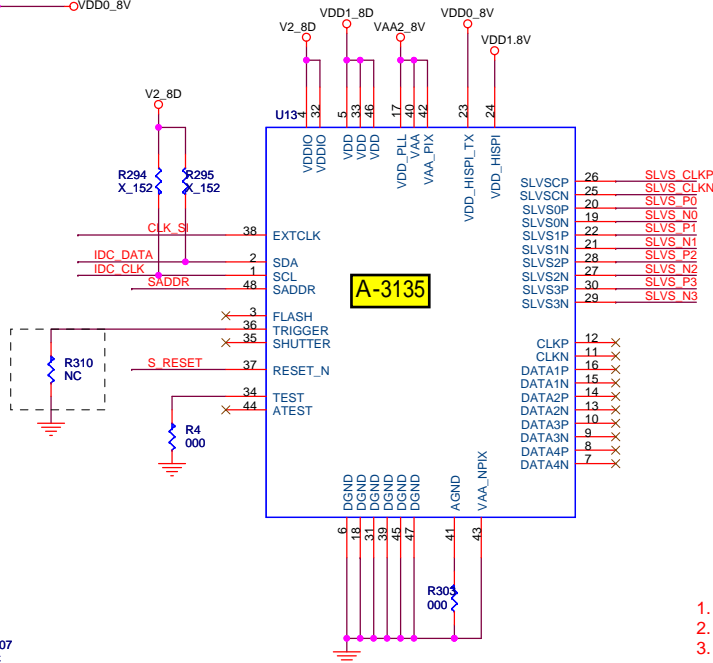 VDD0_8V
VDD1_8D
VDD0_8V
V2_8D
VAA2_8V
VDD1.8V
V2_8D
U13
4
32
5
33
46
17
40
42
23
24
VDDIO
VDDIO
VDD
VDD
VDD
VDD_PLL
VAA
VAA_PIX
VDD_HISPI_TX
VDD_HISPI
R294
X_152
R295
X_152
CLK_SI
38
EXTCLK
IDC_DATA
2
SDA
IDC_CLK
1
SCL
SADDR
48
SADDR
A-3135
3
FLASH
36
TRIGGER
35
SHUTTER
R310
NC
S_RESET
37
RESET_N
34
TEST
44
ATEST
R4
000
SLVSCP
26
SLVS_CLKP
SLVSCN
25
SLVS_CLKN
SLVS0P
20
SLVS_P0
SLVS0N
19
SLVS_N0
SLVS1P
22
SLVS_P1
SLVS1N
21
SLVS_N1
SLVS2P
28
SLVS_P2
SLVS2N
27
SLVS_N2
SLVS3P
30
SLVS_P3
SLVS3N
29
SLVS_N3
CLKP
12
CLKN
11
DATA1P
16
DATA1N
15
DATA2P
14
DATA2N
13
DATA3P
10
DATA3N
9
DATA4P
8
DATA4N
7
DGND
DGND
DGND
DGND
DGND
DGND
AGND
VAA_NPIX
6
18
31
39
45
47
41
43
R303
000
07
1.
2.
3.